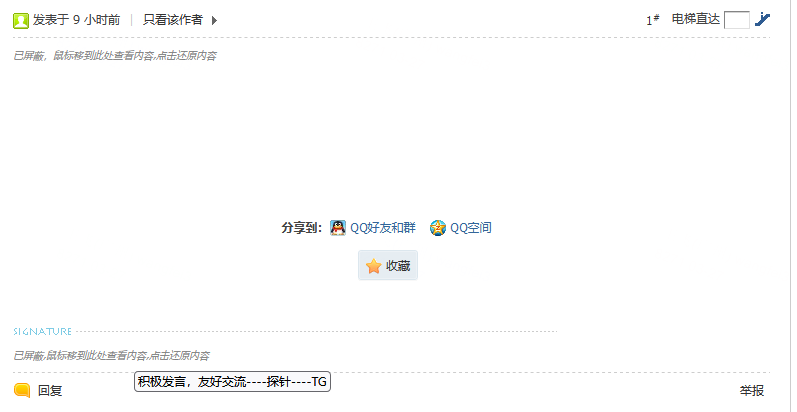 发表于 9 小时前 | 只看该作者 1# 电梯直达
已屏蔽，鼠标移到此处查看内容,点击还原内容
分享到： QQ好友和群 QQ空间
收藏
SIGNATURE
已屏蔽,鼠标移到此处查看内容,点击还原内容
积极发言，友好交流----探针----TG
回复 举报